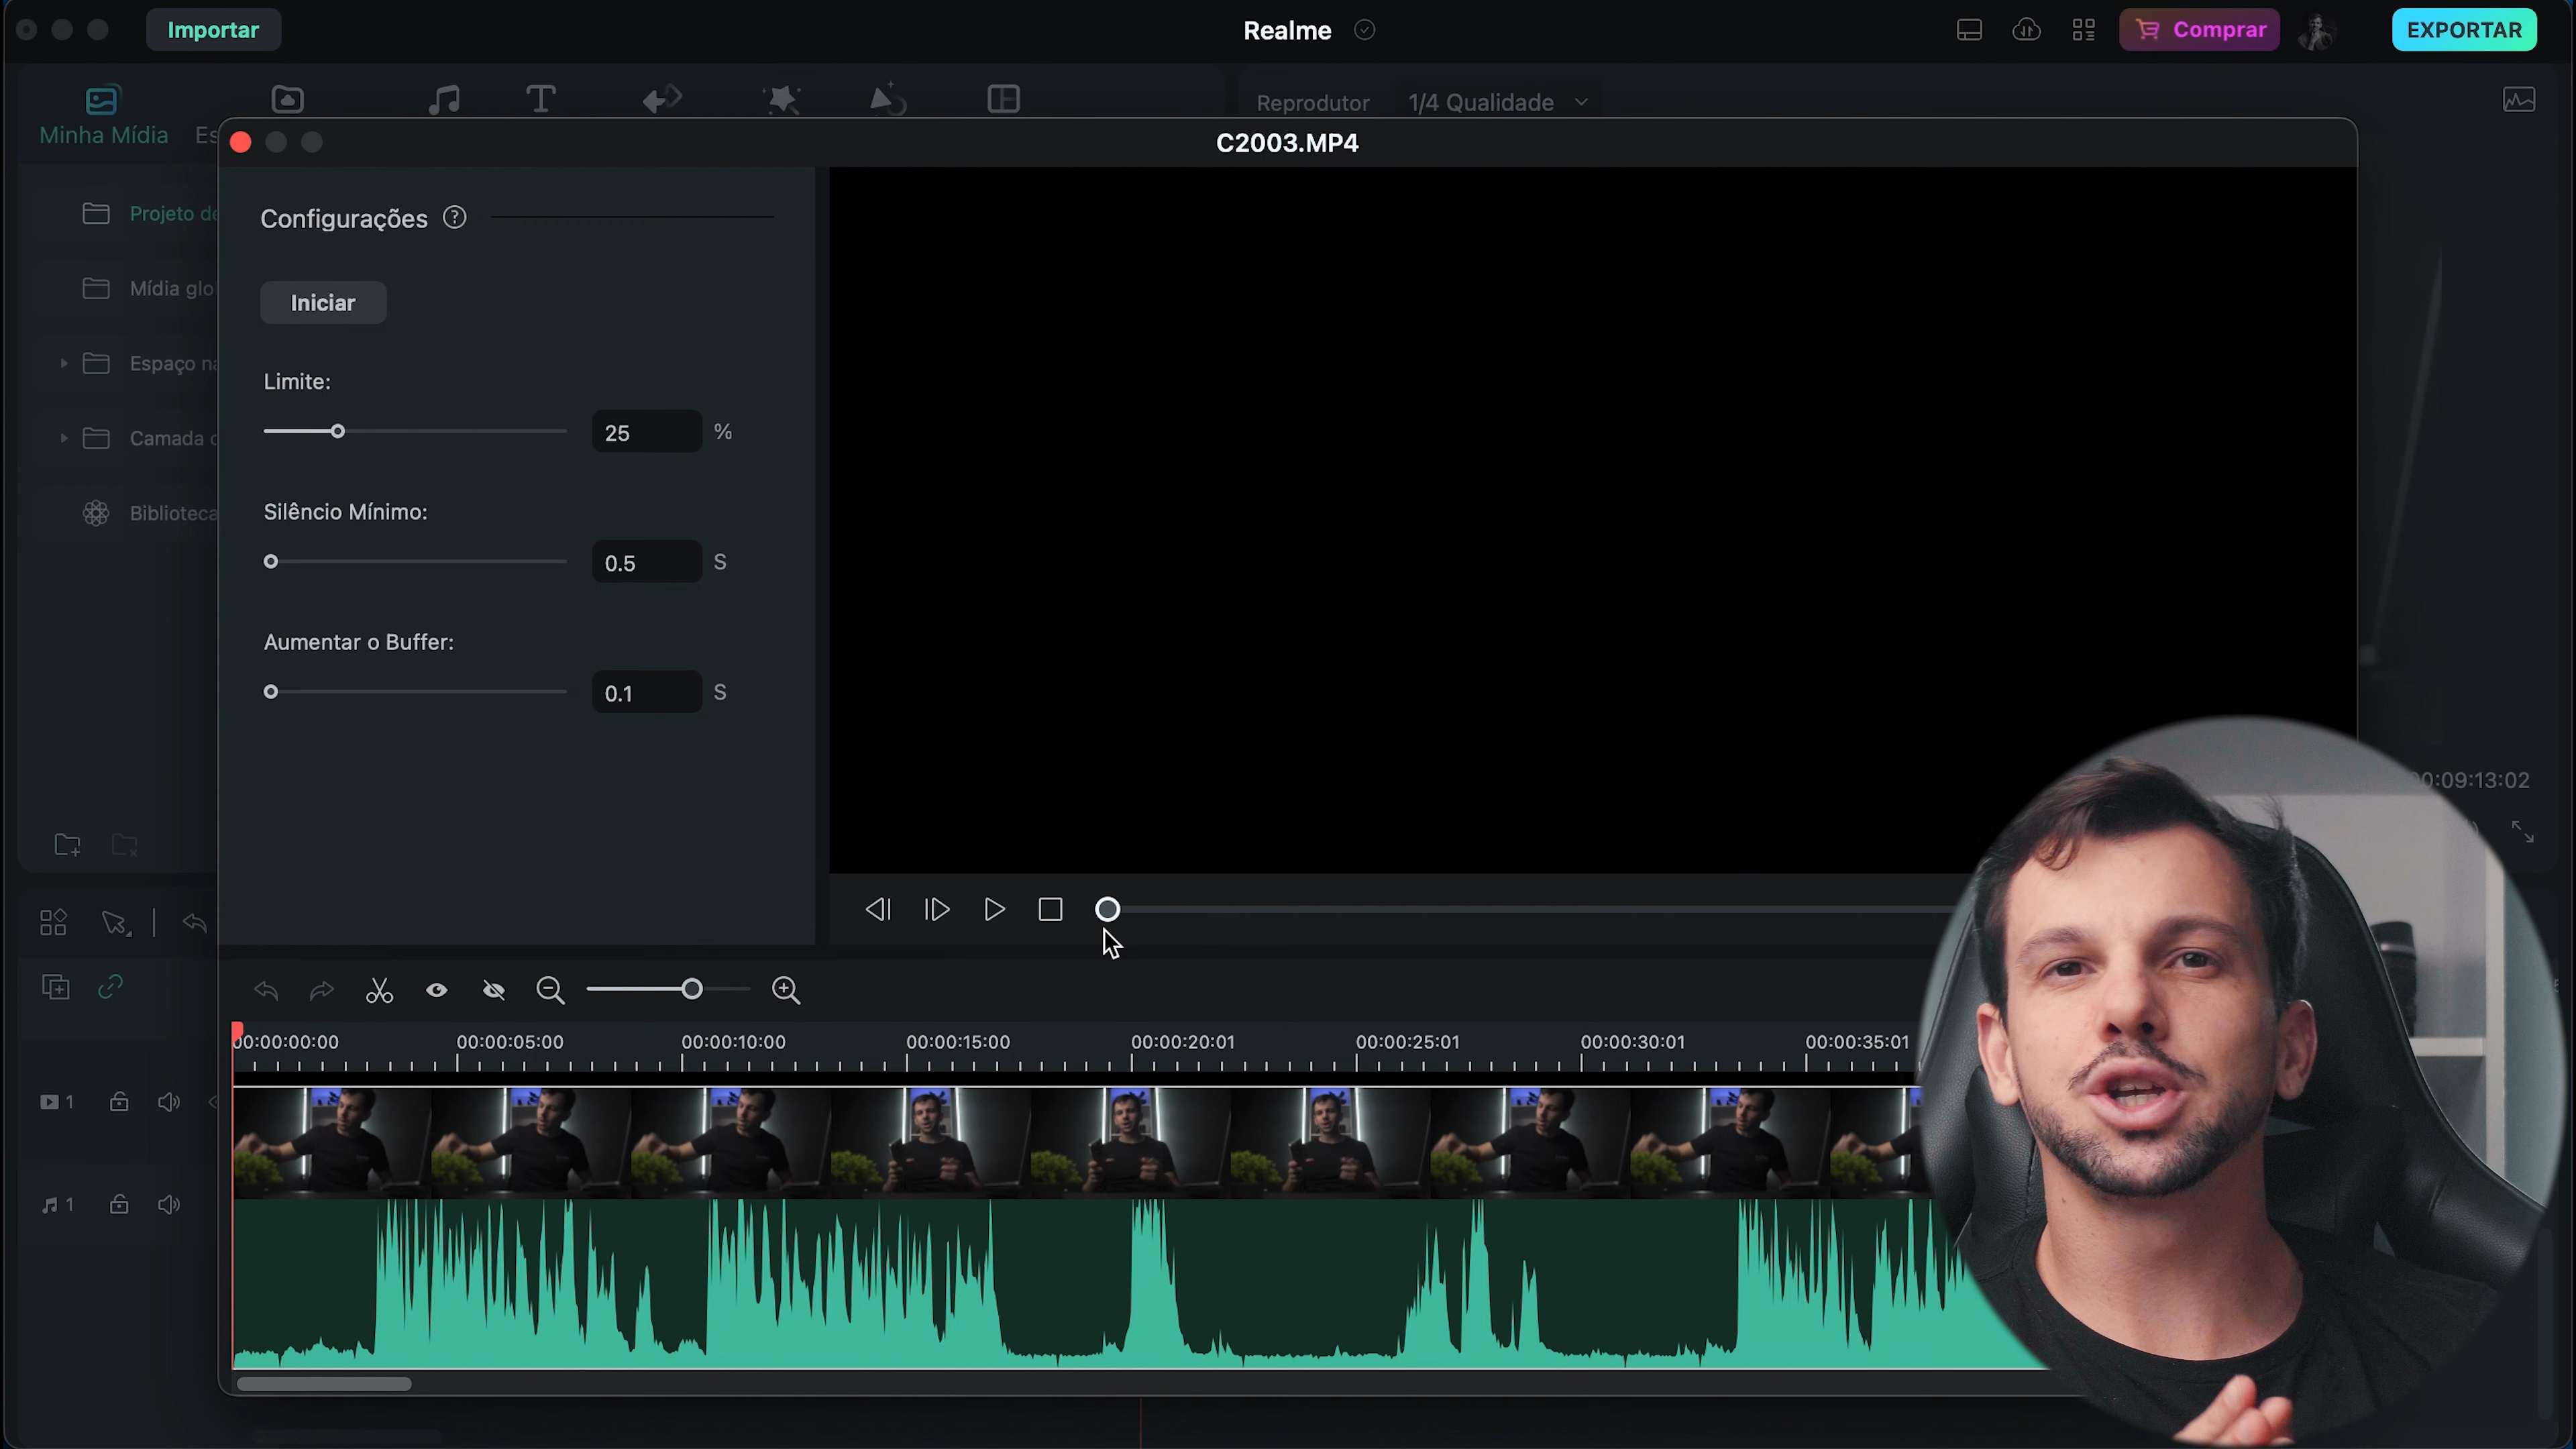 Importar
Realme
Comprar
EXPORTAR
Minha Mídia
Es
Reprodutor
1/4 Qualidade
C2003.MP4
Projeto de
Mídia glo
Espaço na
Camada
Biblioteca
Configurações
Iniciar
Limite:
25 %
Silêncio Mínimo:
0.5 S
Aumentar o Buffer:
0.1 S
00:09:13:02
00:00:00:00 00:00:05:00 00:00:10:00 00:00:15:00 00:00:20:01 00:00:25:01 00:00:30:01 00:00:35:01
1
1